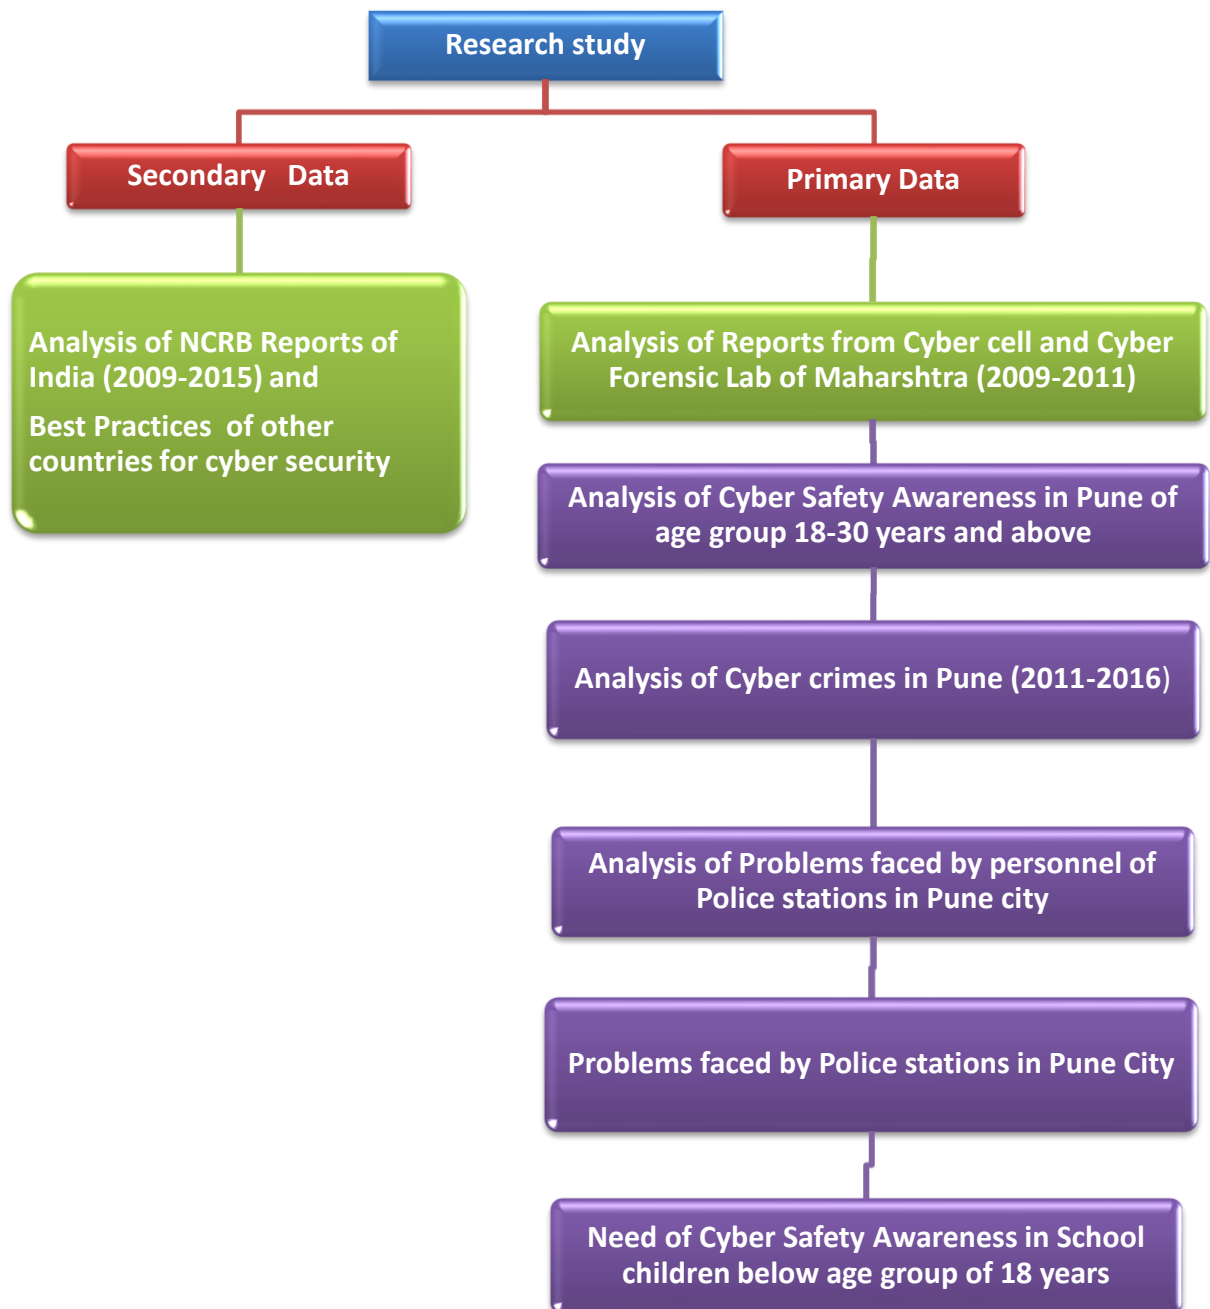 Research study
Secondary Data
Primary Data
Analysis of NCRB Reports of
India (2009-2015) and
Best Practices of other
countries for cyber security
Analysis of Reports from Cyber cell and Cyber
Forensic Lab of Maharshtra (2009-2011)
Analysis of Cyber Safety Awareness in Pune of
age group 18-30 years and above
Analysis of Cyber crimes in Pune (2011-2016)
Analysis of Problems faced by personnel of
Police stations in Pune city
Problems faced by Police stations in Pune City
Need of Cyber Safety Awareness in School
children below age group of 18 years